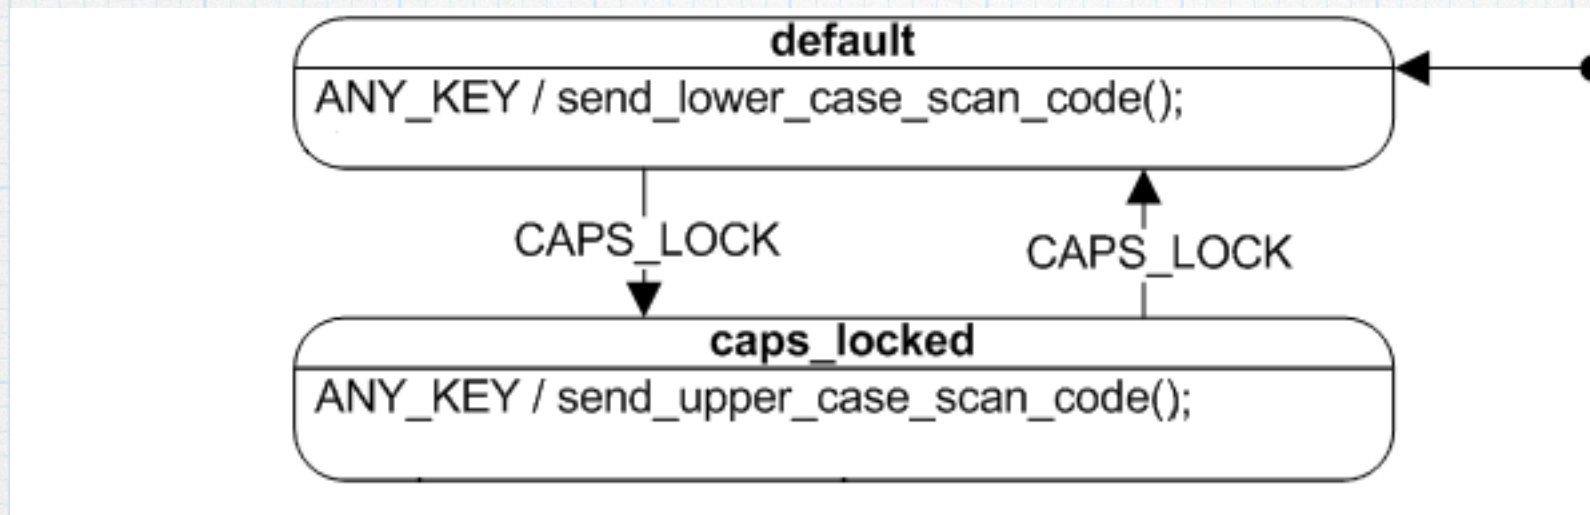 default
ANY_KEY / send_lower_case_scan_code();
CAPS_LOCK
CAPS_LOCK
caps_locked
ANY_KEY / send_upper_case_scan_code();